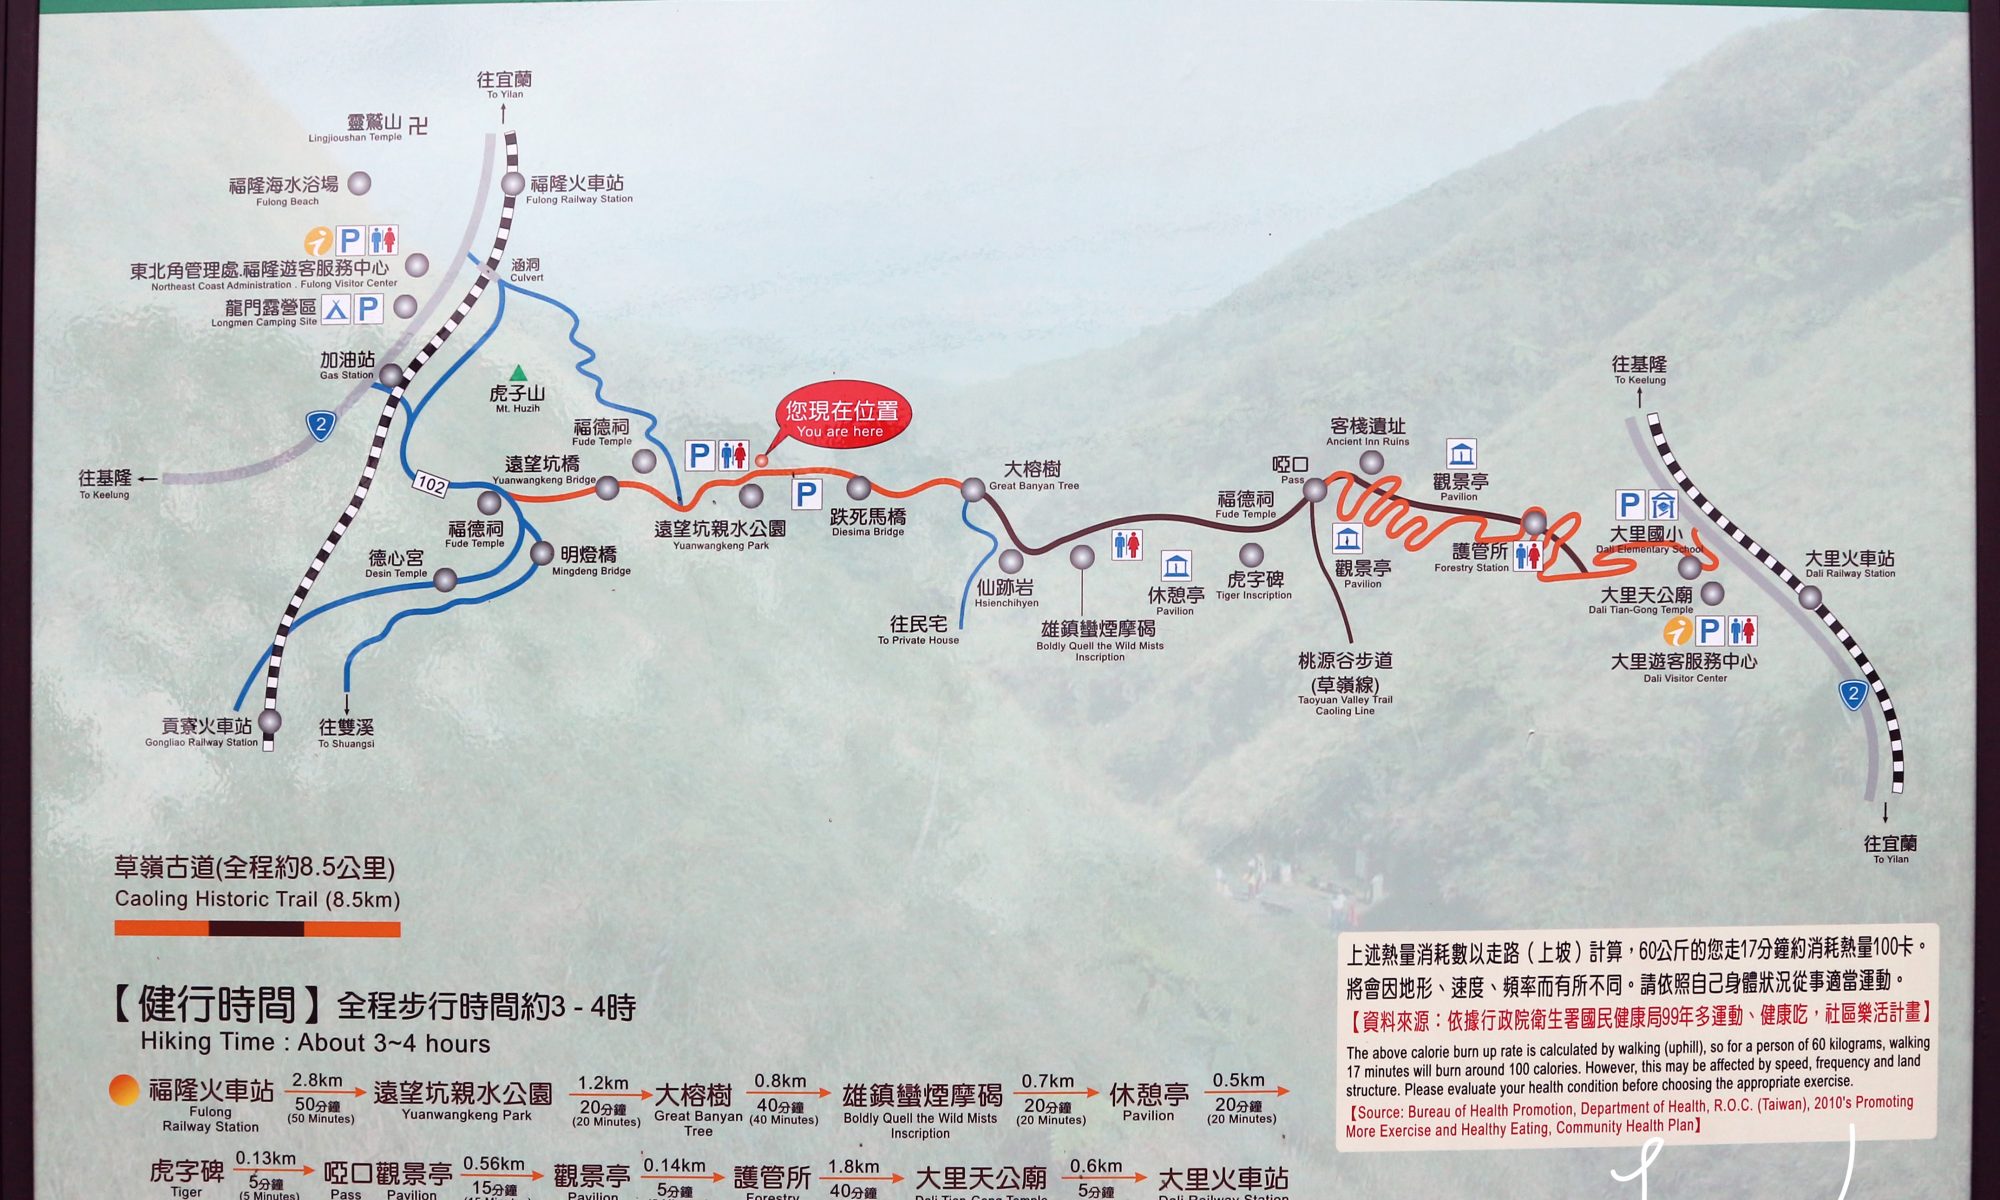 往宜蘭
To Yilan
靈鷲山 卍
Lingjioushan Temple
福隆海水浴場
Fulong Beach
福隆火車站
Fulong Railway Station
P
東北角管理處.福隆遊客服務中心
Northeast Coast Administration . Fulong Visitor Center
涵洞
Culvert
龍門露營區
Longmen Camping Site
P
加油站
Gas Station
2
往基隆
To Keelung
102
虎子山
Mt. Huzih
福德祠
Fude Temple
遠望坑橋
Yuanwangkeng Bridge
福德祠
Fude Temple
德心宮
Desin Temple
明燈橋
Mingdeng Bridge
貢寮火車站
Gongliao Railway Station
往雙溪
To Shuangsi
您現在位置
You are here
P
P
遠望坑親水公園
Yuanwangkeng Park
跌死馬橋
Diesima Bridge
大榕樹
Great Banyan Tree
往民宅
To Private House
仙跡岩
Hsienchihyen
雄鎮蠻煙摩碣
Boldly Quell the Wild Mists
Inscription
休憩亭
Pavilion
虎字碑
Tiger Inscription
福德祠
Fude Temple
啞口
Pass
客棧遺址
Ancient Inn Ruins
觀景亭
Pavilion
觀景亭
Pavilion
桃源谷步道
(草嶺線)
Taoyuan Valley Trail
Caoling Line
護管所
Forestry Station
往基隆
To Keelung
P
大里國小
Dali Elementary School
大里天公廟
Dali Tian-Gong Temple
P
大里遊客服務中心
Dali Visitor Center
大里火車站
Dali Railway Station
2
往宜蘭
To Yilan
草嶺古道(全程約8.5公里)
Caoling Historic Trail (8.5km)
【健行時間】全程步行時間約3 - 4時
Hiking Time : About 3~4 hours
福隆火車站 2.8km 遠望坑親水公園 1.2km 大榕樹 0.8km 雄鎮蠻煙摩碣 0.7km 休憩亭 0.5km
50分鐘 20分鐘 40分鐘 20分鐘 20分鐘
Fulong (50 Minutes) Yuanwangkeng Park (20 Minutes) Great Banyan (40 Minutes) Boldly Quell the Wild Mists (20 Minutes) Pavilion (20 Minutes)
Railway Station Tree Inscription
虎字碑 0.13km 啞口觀景亭 0.56km 觀景亭 0.14km 護管所 1.8km 大里天公廟 0.6km 大里火車站
5分鐘 15分鐘 5分鐘 40分鐘 5分鐘
Tiger (5 Minutes) Pass Pavilion Pavilion Forestry Dali Tian-Gong Temple Dali Railway Station
上述熱量消耗數以走路（上坡）計算，60公斤的您走17分鐘約消耗熱量100卡。
將會因地形、速度、頻率而有所不同。請依照自己身體狀況從事適當運動。
【資料來源：依據行政院衛生署國民健康局99年多運動、健康吃，社區樂活計畫】
The above calorie burn up rate is calculated by walking (uphill), so for a person of 60 kilograms, walking
17 minutes will burn around 100 calories. However, this may be affected by speed, frequency and land
structure. Please evaluate your health condition before choosing the appropriate exercise.
【Source: Bureau of Health Promotion, Department of Health, R.O.C. (Taiwan), 2010's Promoting
More Exercise and Healthy Eating, Community Health Plan】